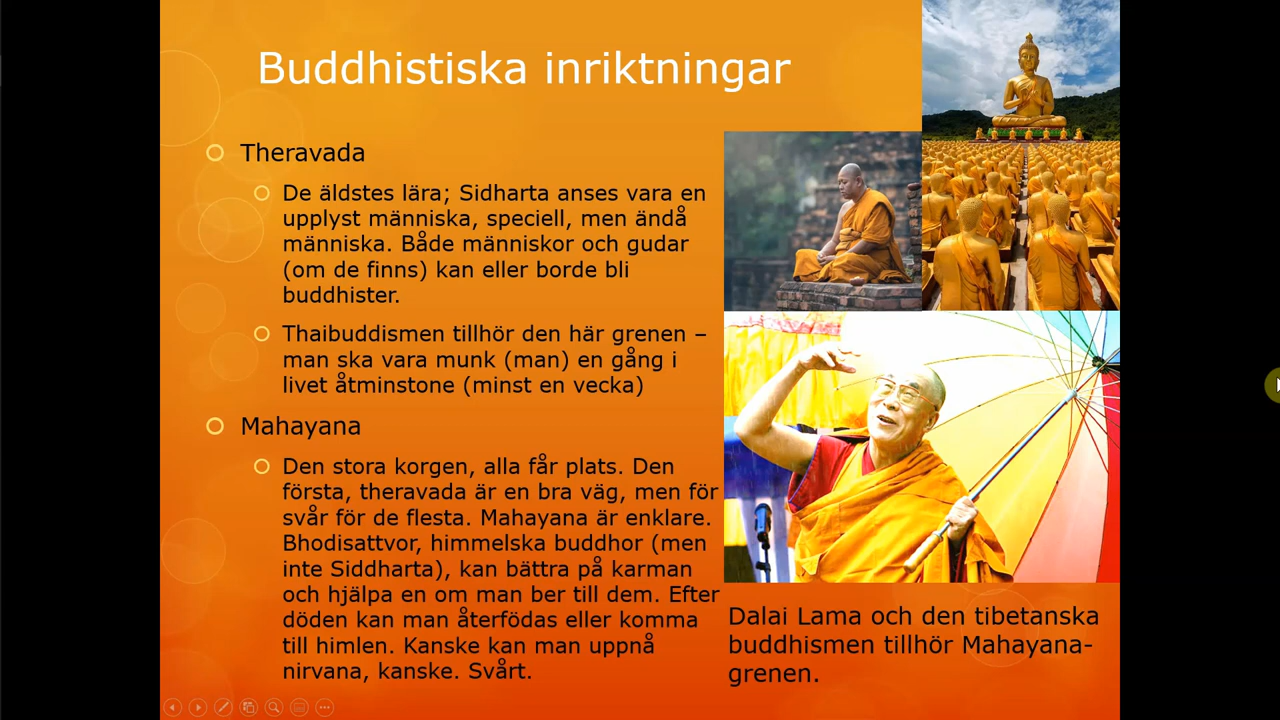 Buddhistiska inriktningar
Theravada
De äldstes lära; Sidharta anses vara en
upplyst människa, speciell, men ändå
människa. Både människor och gudar
(om de finns) kan eller borde bli
buddhister.
Thaibuddismen tillhör den här grenen –
man ska vara munk (man) en gång i
livet åtminstone (minst en vecka)
Mahayana
Den stora korgen, alla får plats. Den
första, theravada är en bra väg, men för
svår för de flesta. Mahayana är enklare.
Bhodisattvor, himmelska buddhor (men
inte Siddharta), kan bättra på karman
och hjälpa en om man ber till dem. Efter
döden kan man återfödas eller komma
till himlen. Kanske kan man uppnå
nirvana, kanske. Svårt.
Dalai Lama och den tibetanska
buddhismen tillhör Mahayana-
grenen.